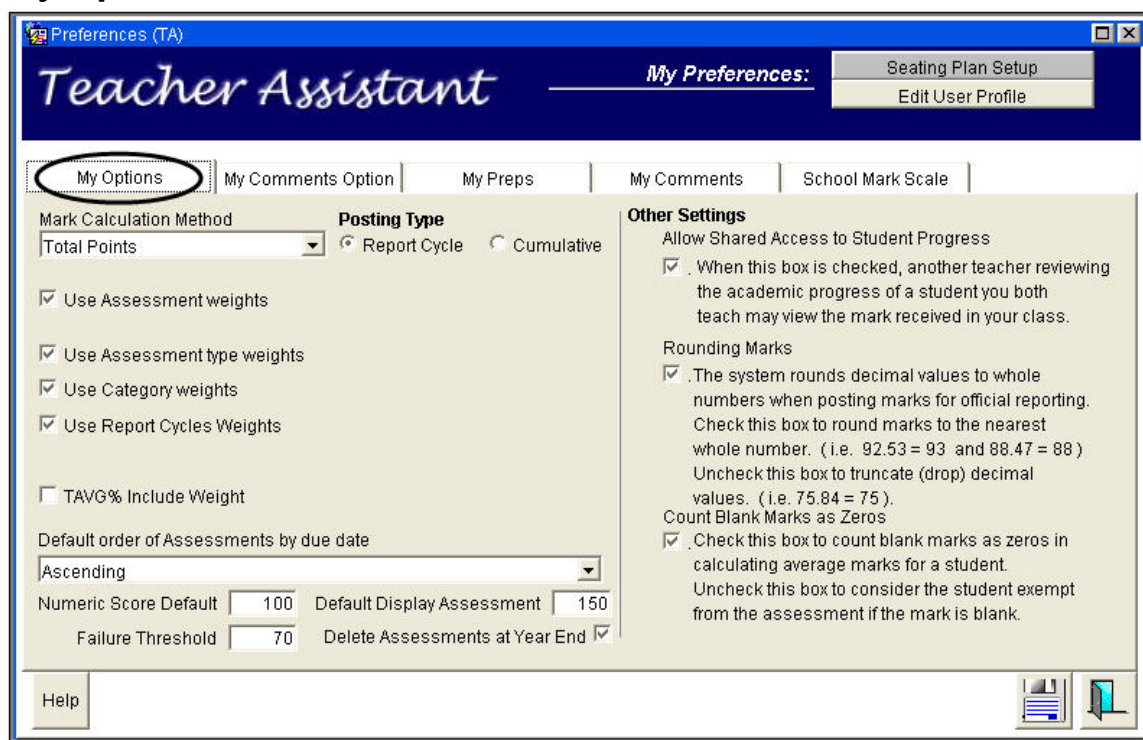 Preferences (TA)
Teacher Assistant
My Preferences:
Seating Plan Setup
Edit User Profile
My Options
My Comments Option
My Preps
My Comments
School Mark Scale
Mark Calculation Method
Total Points
Posting Type
Report Cycle
Cumulative
Use Assessment weights
Use Assessment type weights
Use Category weights
Use Report Cycles Weights
TAVG% Include Weight
Default order of Assessments by due date
Ascending
Numeric Score Default 100 Default Display Assessment 150
Failure Threshold 70 Delete Assessments at Year End
Other Settings
Allow Shared Access to Student Progress
. When this box is checked, another teacher reviewing
the academic progress of a student you both
teach may view the mark received in your class.
Rounding Marks
.The system rounds decimal values to whole
numbers when posting marks for official reporting.
Check this box to round marks to the nearest
whole number. ( i.e. 92.53 = 93 and 88.47 = 88 )
Uncheck this box to truncate (drop) decimal
values. ( i.e. 75.84 = 75 ).
Count Blank Marks as Zeros
.Check this box to count blank marks as zeros in
calculating average marks for a student.
Uncheck this box to consider the student exempt
from the assessment if the mark is blank.
Help